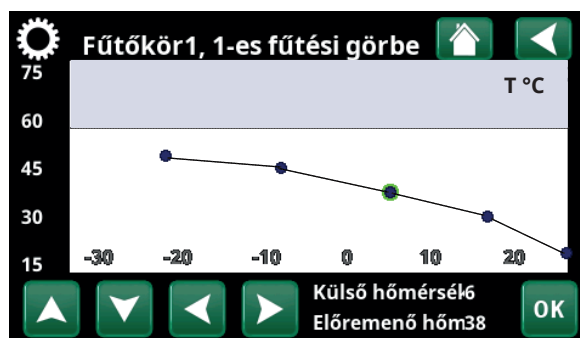 Fűtőkör1, 1-es fűtési görbe
75
T °C
60
45
30
15
-30 -20 -10 0 10 20
Külső hőmérsék6
Előremenő hőm38
OK